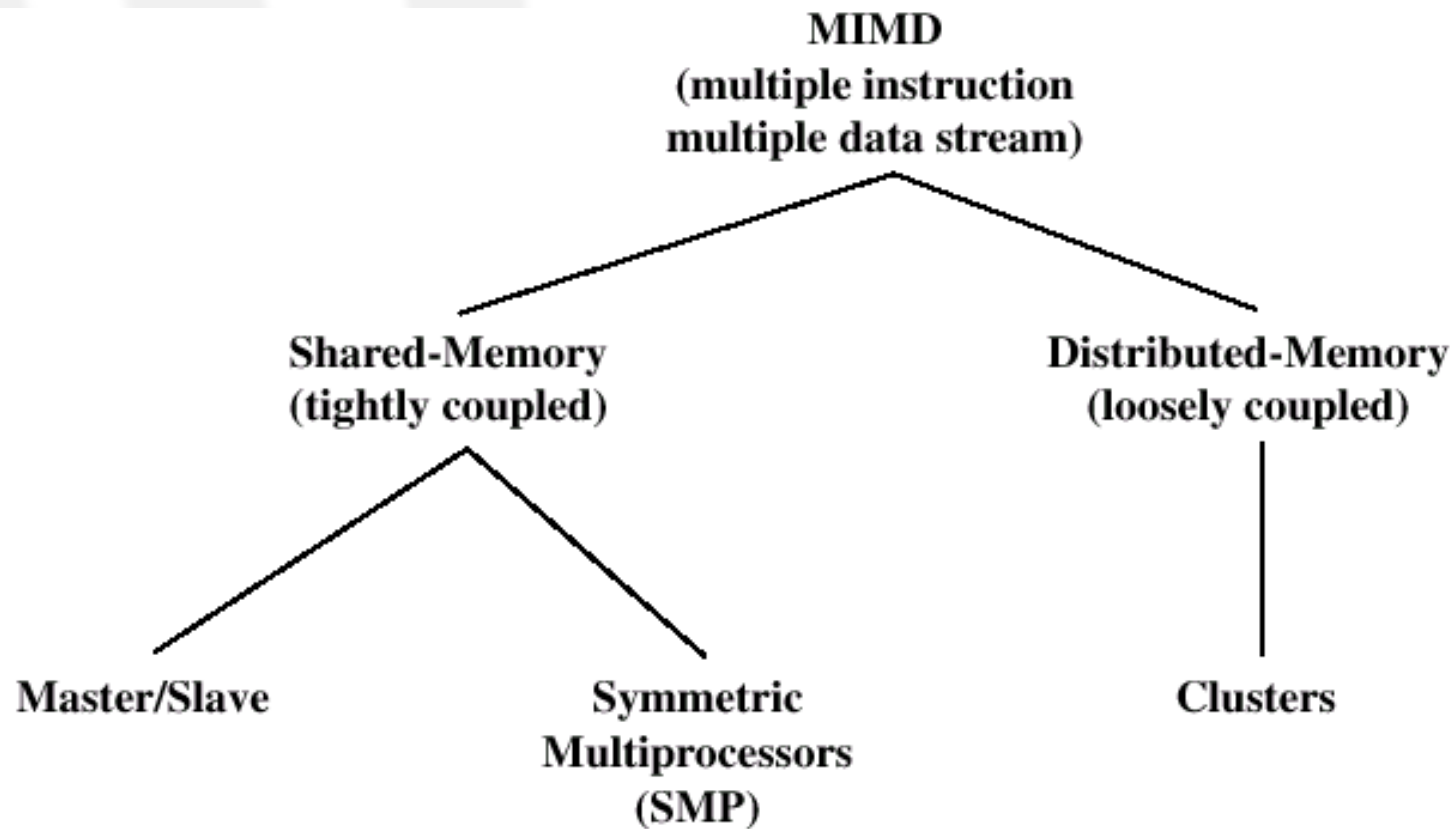 MIMD
(multiple instruction
multiple data stream)
Shared-Memory
(tightly coupled)
Distributed-Memory
(loosely coupled)
Master/Slave
Symmetric
Multiprocessors
(SMP)
Clusters